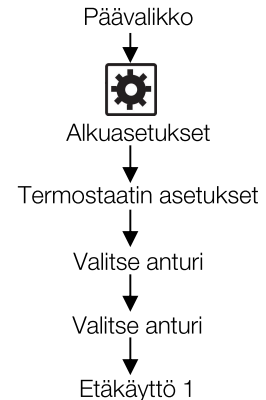 Päävalikko
Alkuasetukset
Termostaatin asetukset
Valitse anturi
Valitse anturi
Etäkäyttö 1